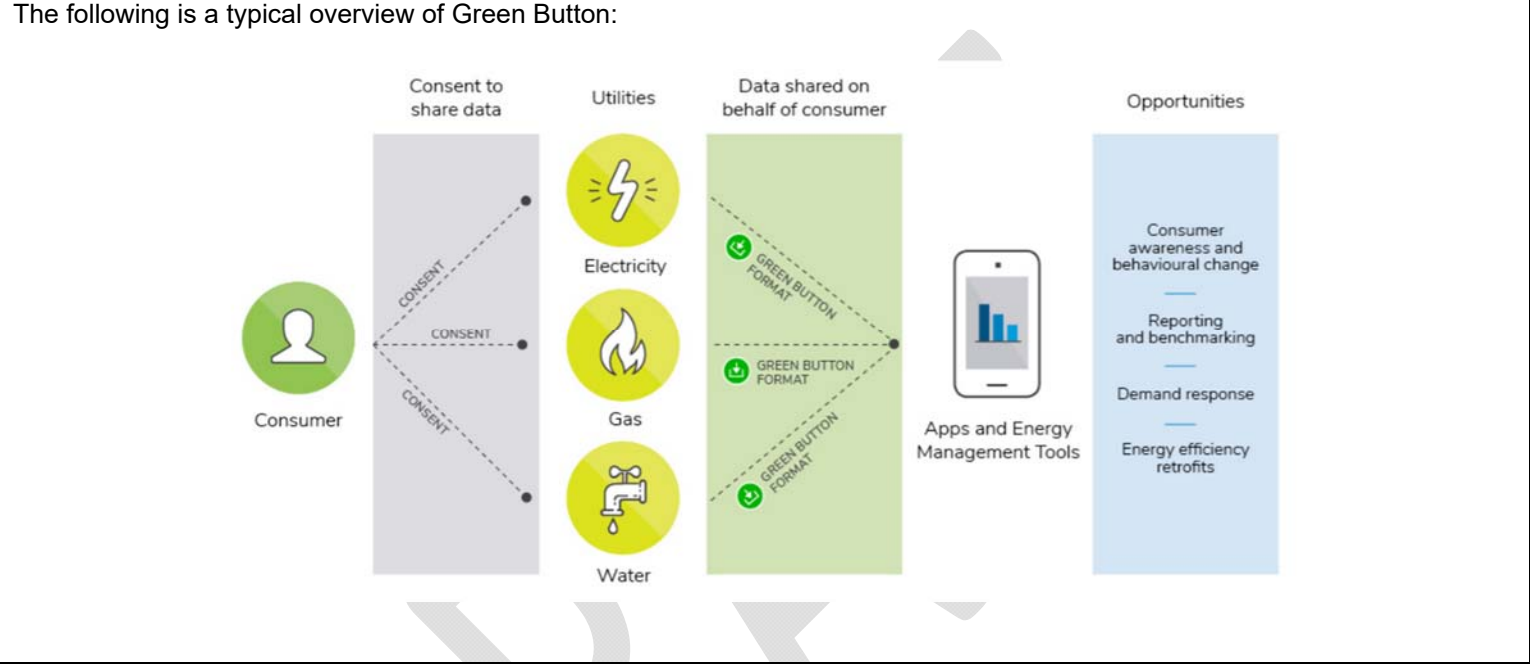 The following is a typical overview of Green Button:
Consent to
share data
Utilities
Data shared on
behalf of consumer
Opportunities
Consumer
CONSENT
CONSENT
CONSENT
Electricity
Gas
Water
GREEN BUTTON
FORMAT
GREEN BUTTON
FORMAT
GREEN BUTTON
FORMAT
Apps and Energy
Management Tools
Consumer
awareness and
behavioural change
Reporting
and benchmarking
Demand response
Energy efficiency
retrofits